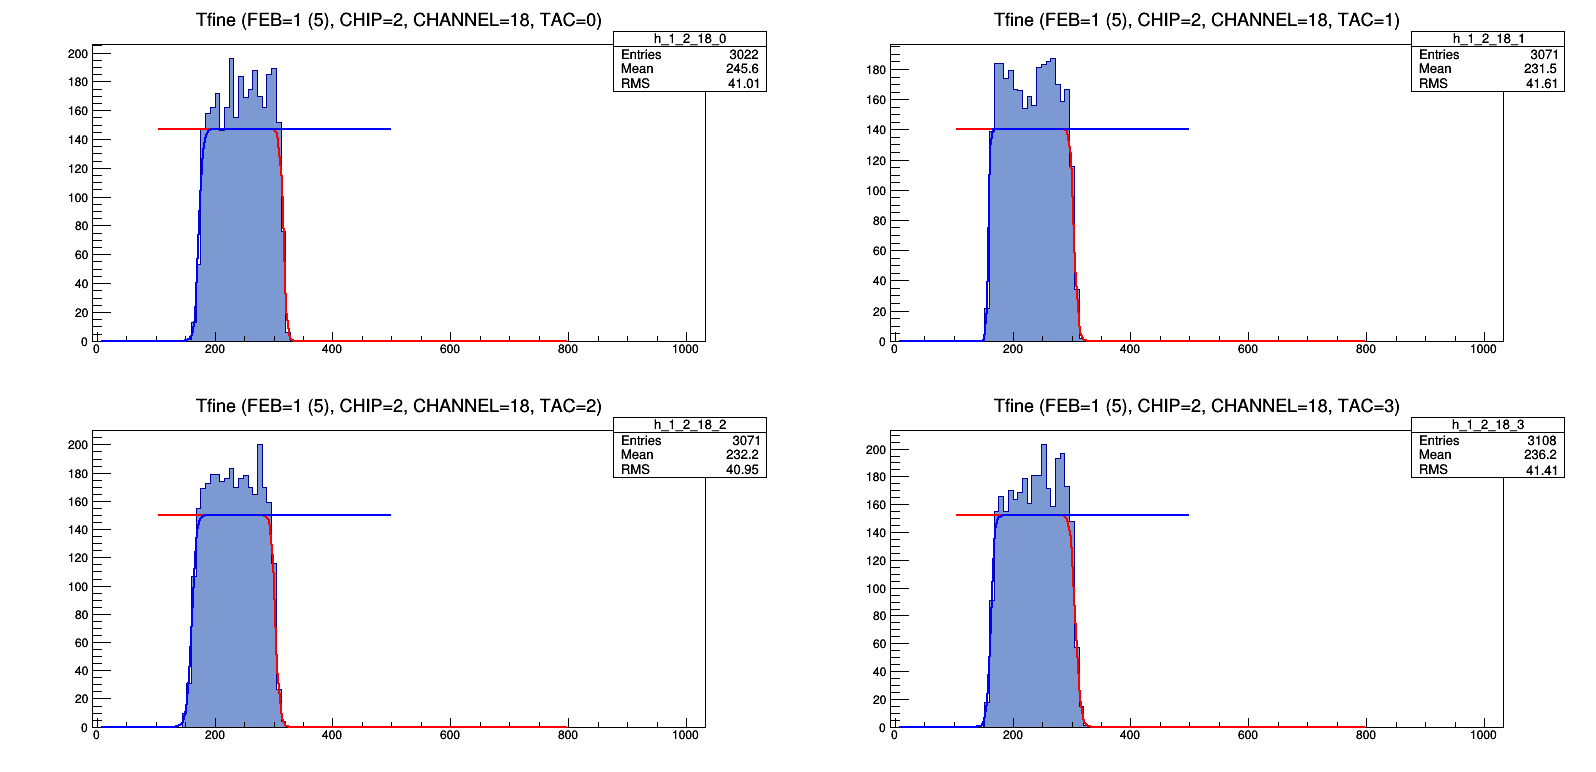 Tfine (FEB=1 (5), CHIP=2, CHANNEL=18, TAC=0)
h_1_2_18_0
Entries 3022
Mean 245.6
RMS 41.01
200
180
160
140
120
100
80
60
40
20
0
0 200 400 600 800 1000
Tfine (FEB=1 (5), CHIP=2, CHANNEL=18, TAC=1)
h_1_2_18_1
Entries 3071
Mean 231.5
RMS 41.61
180
160
140
120
100
80
60
40
20
0
0 200 400 600 800 1000
Tfine (FEB=1 (5), CHIP=2, CHANNEL=18, TAC=2)
h_1_2_18_2
Entries 3071
Mean 232.2
RMS 40.95
200
180
160
140
120
100
80
60
40
20
0
0 200 400 600 800 1000
Tfine (FEB=1 (5), CHIP=2, CHANNEL=18, TAC=3)
h_1_2_18_3
Entries 3108
Mean 236.2
RMS 41.41
200
180
160
140
120
100
80
60
40
20
0
0 200 400 600 800 1000